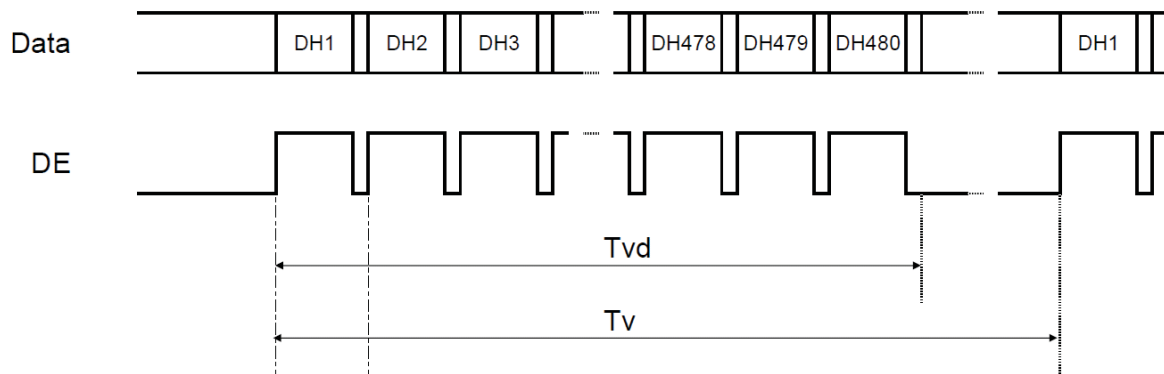 Data DH1 DH2 DH3 DH478 DH479 DH480 DH1
DE
Tvd
Tv